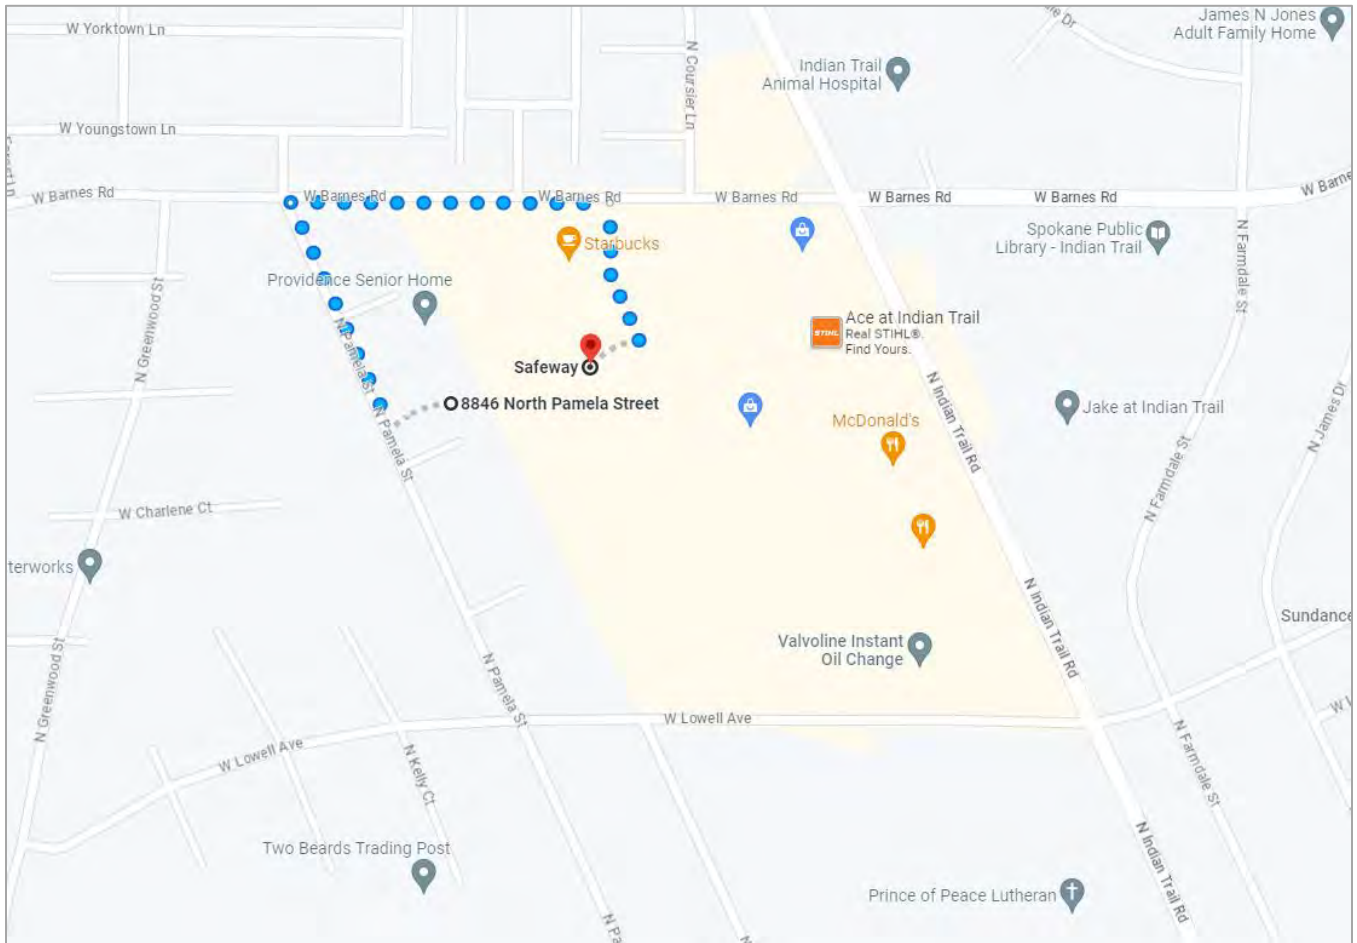 James N Jones
Adult Family Home
W Yorktown Ln
Indian Trail
Animal Hospital
N Coursier Ln
W Youngstown Ln
W Barnes Rd
W Barnes Rd
W Barnes Rd
W Barnes Rd
W Barnes Rd
W Barnes Rd
Starbucks
Spokane Public
Library - Indian Trail
N Farmdale St
Providence Senior Home
N Greenwood St
Ace at Indian Trail
STIHL
Real STIHL®.
Find Yours.
N Pamela St
Safeway
8846 North Pamela Street
N Indian Trail Rd
Jake at Indian Trail
N James Dr
McDonald's
N Pamela St
N Farmdale St
W Charlene Ct
terworks
N Indian Trail Rd
Sundance
Valvoline Instant
Oil Change
N Greenwood St
N Pamela St
W Lowell Ave
W Lowell Ave
N Kelly Ct
N Farmdale St
Two Beards Trading Post
Prince of Peace Lutheran
N Indian Trail Rd